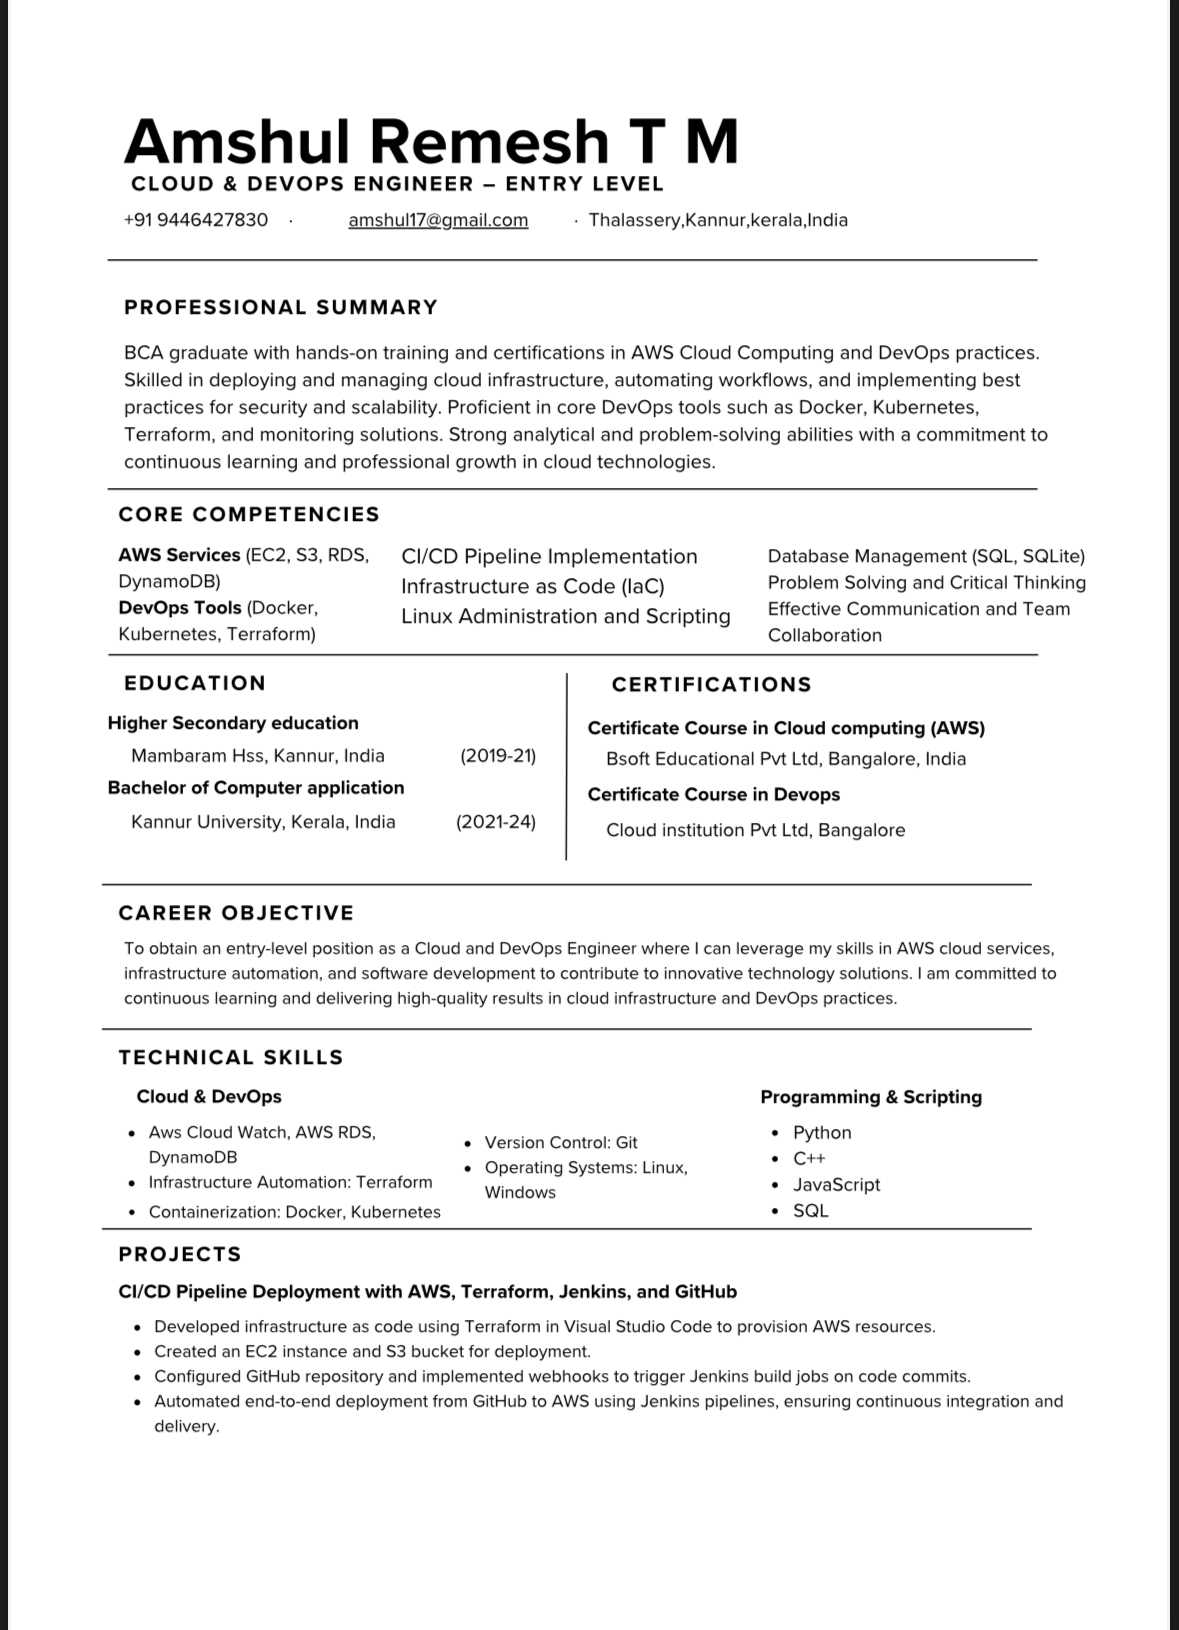 Amshul Remesh T M
CLOUD & DEVOPS ENGINEER – ENTRY LEVEL
+91 9446427830 · amshul17@gmail.com · Thalassery,Kannur,kerala,India
PROFESSIONAL SUMMARY
BCA graduate with hands-on training and certifications in AWS Cloud Computing and DevOps practices.
Skilled in deploying and managing cloud infrastructure, automating workflows, and implementing best
practices for security and scalability. Proficient in core DevOps tools such as Docker, Kubernetes,
Terraform, and monitoring solutions. Strong analytical and problem-solving abilities with a commitment to
continuous learning and professional growth in cloud technologies.
CORE COMPETENCIES
AWS Services (EC2, S3, RDS,
DynamoDB)
DevOps Tools (Docker,
Kubernetes, Terraform)
CI/CD Pipeline Implementation
Infrastructure as Code (IaC)
Linux Administration and Scripting
Database Management (SQL, SQLite)
Problem Solving and Critical Thinking
Effective Communication and Team
Collaboration
EDUCATION
Higher Secondary education
Mambaram Hss, Kannur, India (2019-21)
Bachelor of Computer application
Kannur University, Kerala, India (2021-24)
CERTIFICATIONS
Certificate Course in Cloud computing (AWS)
Bsoft Educational Pvt Ltd, Bangalore, India
Certificate Course in Devops
Cloud institution Pvt Ltd, Bangalore
CAREER OBJECTIVE
To obtain an entry-level position as a Cloud and DevOps Engineer where I can leverage my skills in AWS cloud services,
infrastructure automation, and software development to contribute to innovative technology solutions. I am committed to
continuous learning and delivering high-quality results in cloud infrastructure and DevOps practices.
TECHNICAL SKILLS
Cloud & DevOps
• Aws Cloud Watch, AWS RDS,
DynamoDB
• Infrastructure Automation: Terraform
• Containerization: Docker, Kubernetes
• Version Control: Git
• Operating Systems: Linux,
Windows
Programming & Scripting
• Python
• C++
• JavaScript
• SQL
PROJECTS
CI/CD Pipeline Deployment with AWS, Terraform, Jenkins, and GitHub
• Developed infrastructure as code using Terraform in Visual Studio Code to provision AWS resources.
• Created an EC2 instance and S3 bucket for deployment.
• Configured GitHub repository and implemented webhooks to trigger Jenkins build jobs on code commits.
• Automated end-to-end deployment from GitHub to AWS using Jenkins pipelines, ensuring continuous integration and
delivery.